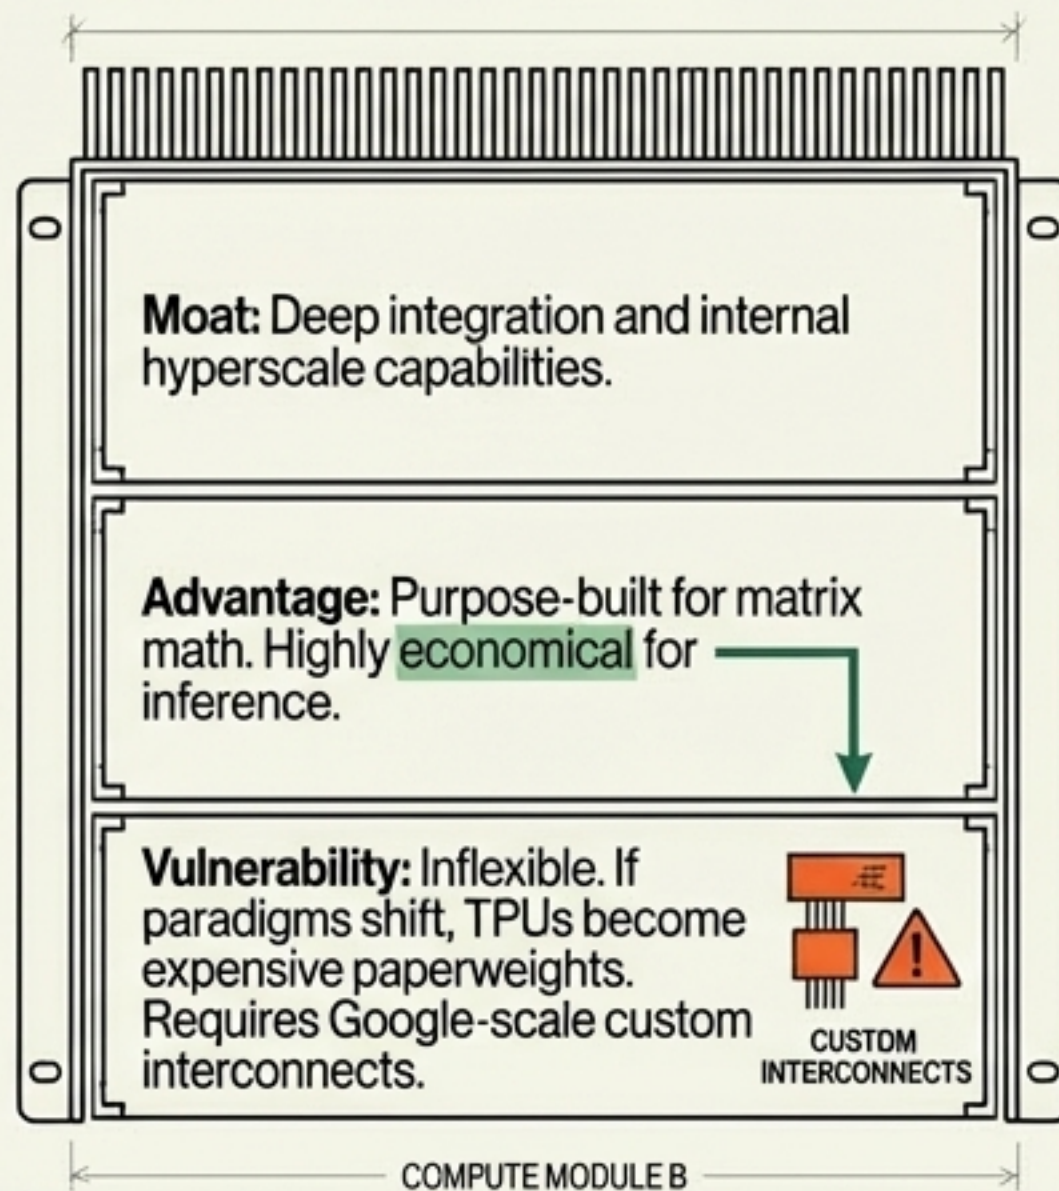 Moat: Deep integration and internal
hyperscale capabilities.
Advantage: Purpose-built for matrix
math. Highly economical for
inference.
Vulnerability: Inflexible. If
paradigms shift, TPUs become
expensive paperweights.
Requires Google-scale custom
interconnects.
CUSTOM
INTERCONNECTS
COMPUTE MODULE B